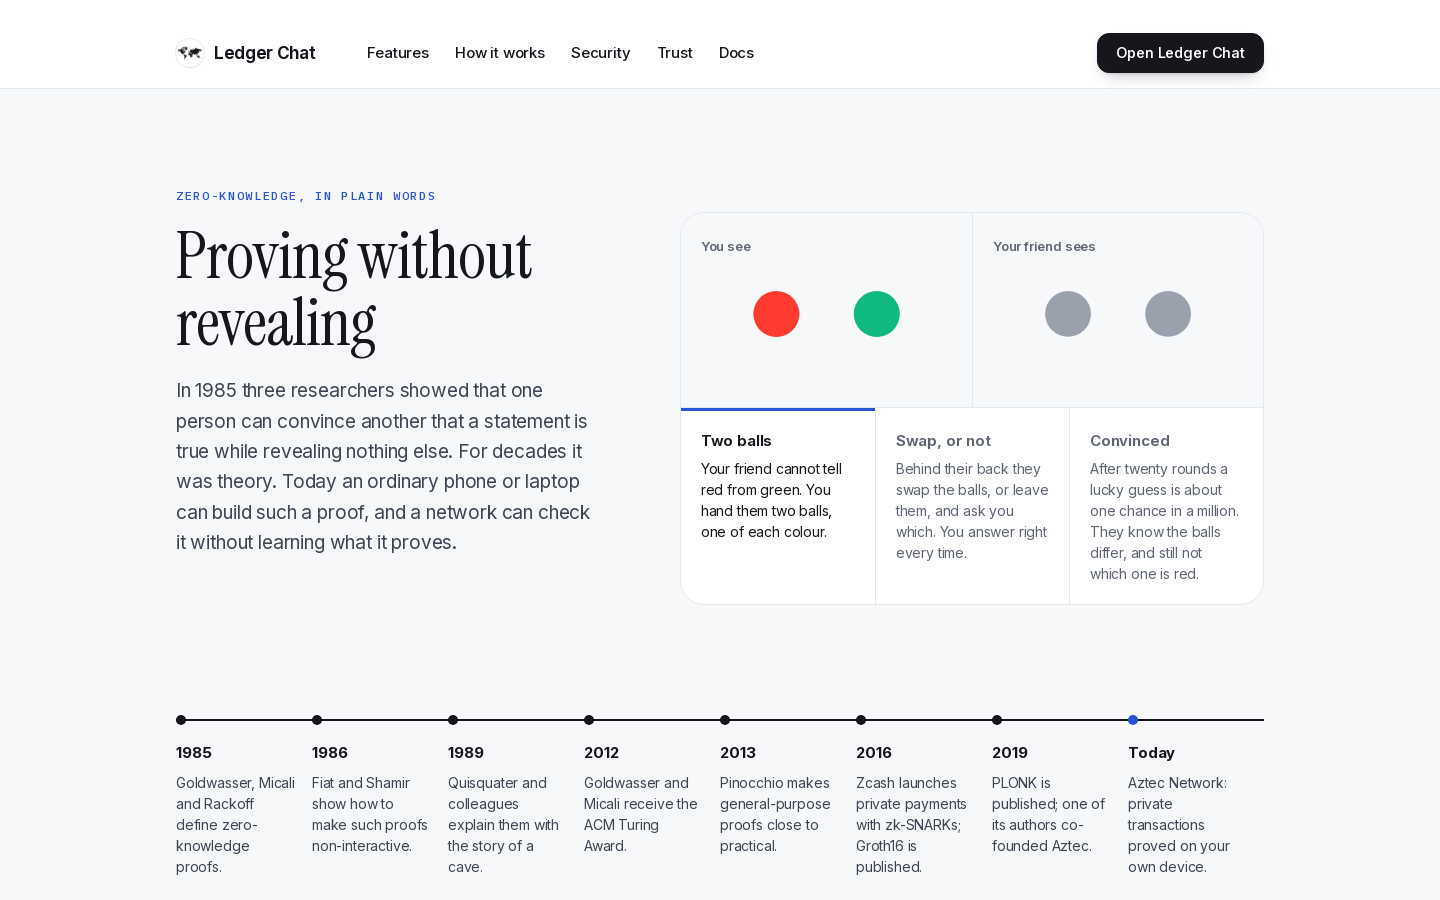 Ledger Chat
Features
How it works
Security
Trust
Docs
Open Ledger Chat
ZERO-KNOWLEDGE, IN PLAIN WORDS
Proving without
revealing
In 1985 three researchers showed that one
person can convince another that a statement is
true while revealing nothing else. For decades it
was theory. Today an ordinary phone or laptop
can build such a proof, and a network can check
it without learning what it proves.
You see
Your friend sees
Two balls
Your friend cannot tell
red from green. You
hand them two balls,
one of each colour.
Swap, or not
Behind their back they
swap the balls, or leave
them, and ask you
which. You answer right
every time.
Convinced
After twenty rounds a
lucky guess is about
one chance in a million.
They know the balls
differ, and still not
which one is red.
1985
Goldwasser, Micali
and Rackoff
define zero-
knowledge
proofs.
1986
Fiat and Shamir
show how to
make such proofs
non-interactive.
1989
Quisquater and
colleagues
explain them with
the story of a
cave.
2012
Goldwasser and
Micali receive the
ACM Turing
Award.
2013
Pinocchio makes
general-purpose
proofs close to
practical.
2016
Zcash launches
private payments
with zk-SNARKs;
Groth16 is
published.
2019
PLONK is
published; one of
its authors co-
founded Aztec.
Today
Aztec Network:
private
transactions
proved on your
own device.